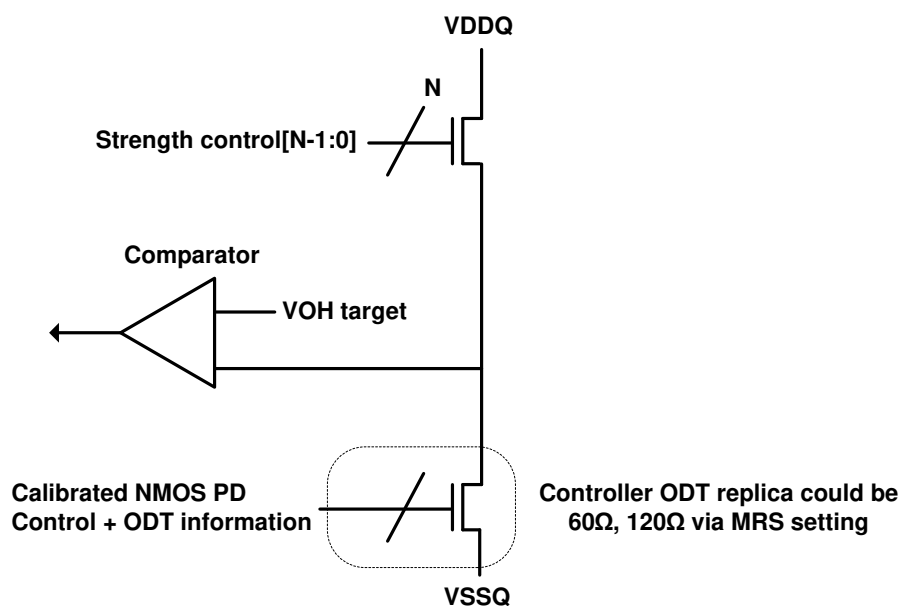 VDDQ
N
Strength control[N-1:0]
Comparator
VOH target
Calibrated NMOS PD
Control + ODT information
Controller ODT replica could be
60Ω, 120Ω via MRS setting
VSSQ